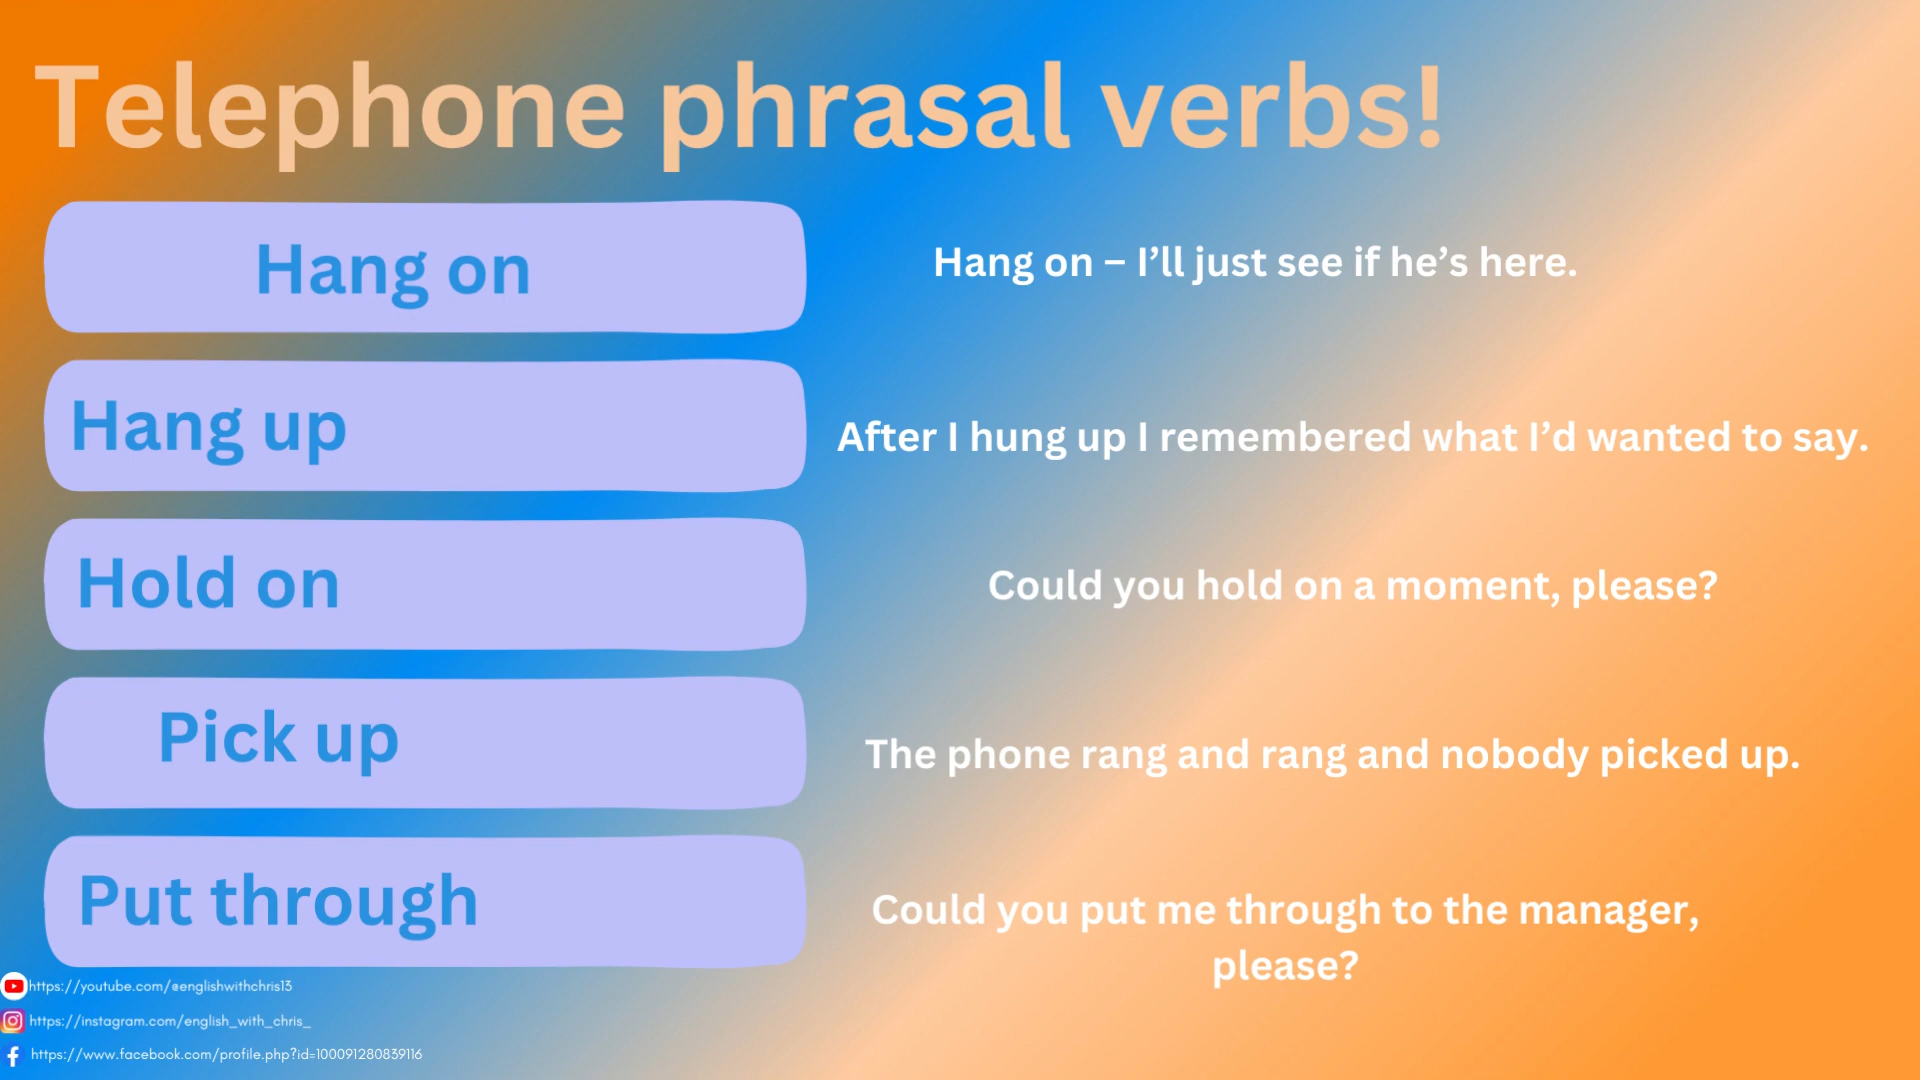 Telephone phrasal verbs!
Hang on
Hang on – I’ll just see if he’s here.
Hang up
After I hung up I remembered what I’d wanted to say.
Hold on
Could you hold on a moment, please?
Pick up
The phone rang and rang and nobody picked up.
Put through
Could you put me through to the manager,
please?
https://youtube.com/@englishwithchris13
https://instagram.com/english_with_chris_
https://www.facebook.com/profile.php?id=100091280839116